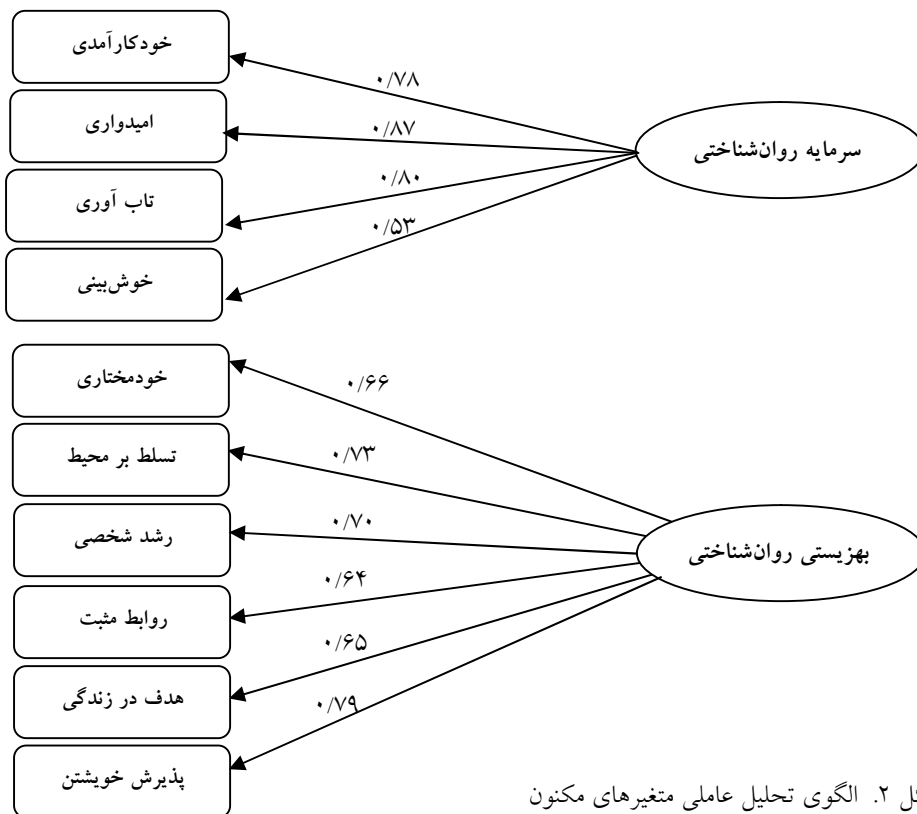 خودکارآمدی
۰/۷۸
امیدواری
۰/۸۷
سرمایه روان‌شناختی
تاب آوری
۰/۸۰
خوش‌بینی
۰/۵۳
خودمختاری
۰/۶۶
تسلط بر محیط
۰/۷۳
رشد شخصی
۰/۷۰
بهزیستی روان‌شناختی
روابط مثبت
۰/۶۴
هدف در زندگی
۰/۶۵
پذیرش خویشتن
۰/۷۹
۲. الگوی تحلیل عاملی متغیرهای مکنون